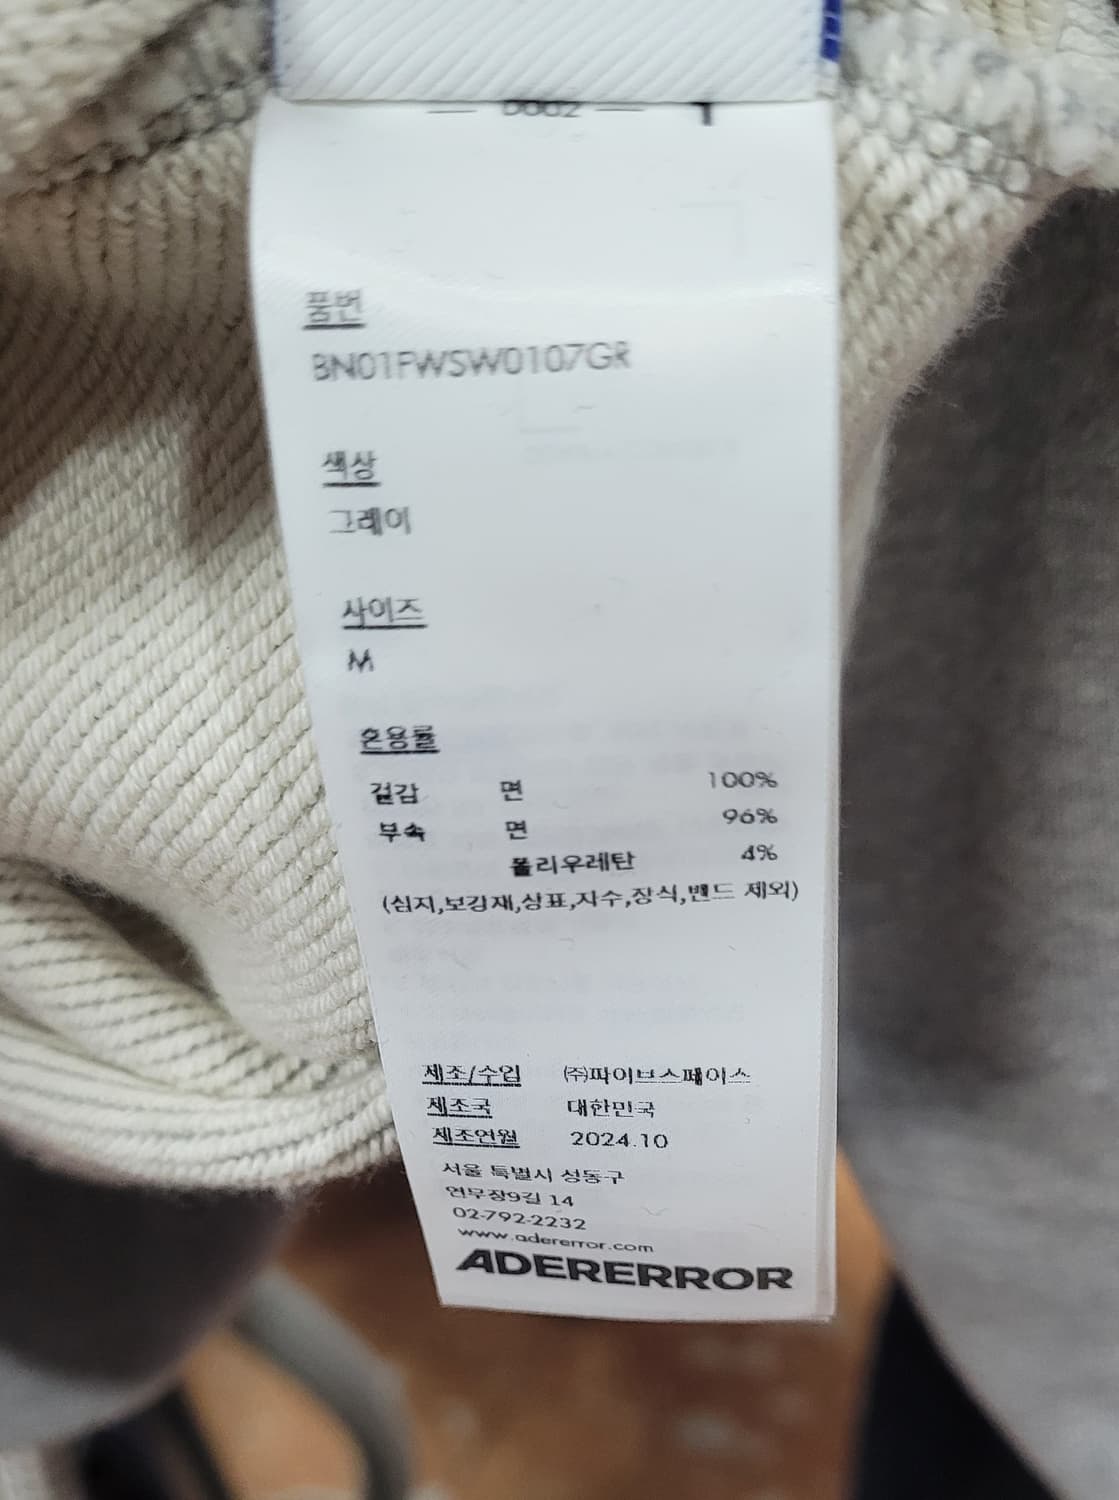 품번
BN01FWSW0107GR
색상
그레이
사이즈
M
혼용률
겉감 면 100%
부속 면 96%
폴리우레탄 4%
(심지,보강재,상표,자수,장식,밴드 제외)
제조/수입 ㈜파이브스페이스
제조국 대한민국
제조연월 2024.10
서울 특별시 성동구
연무장9길 14
02-792-2232
www.adererror.com
ADERERROR